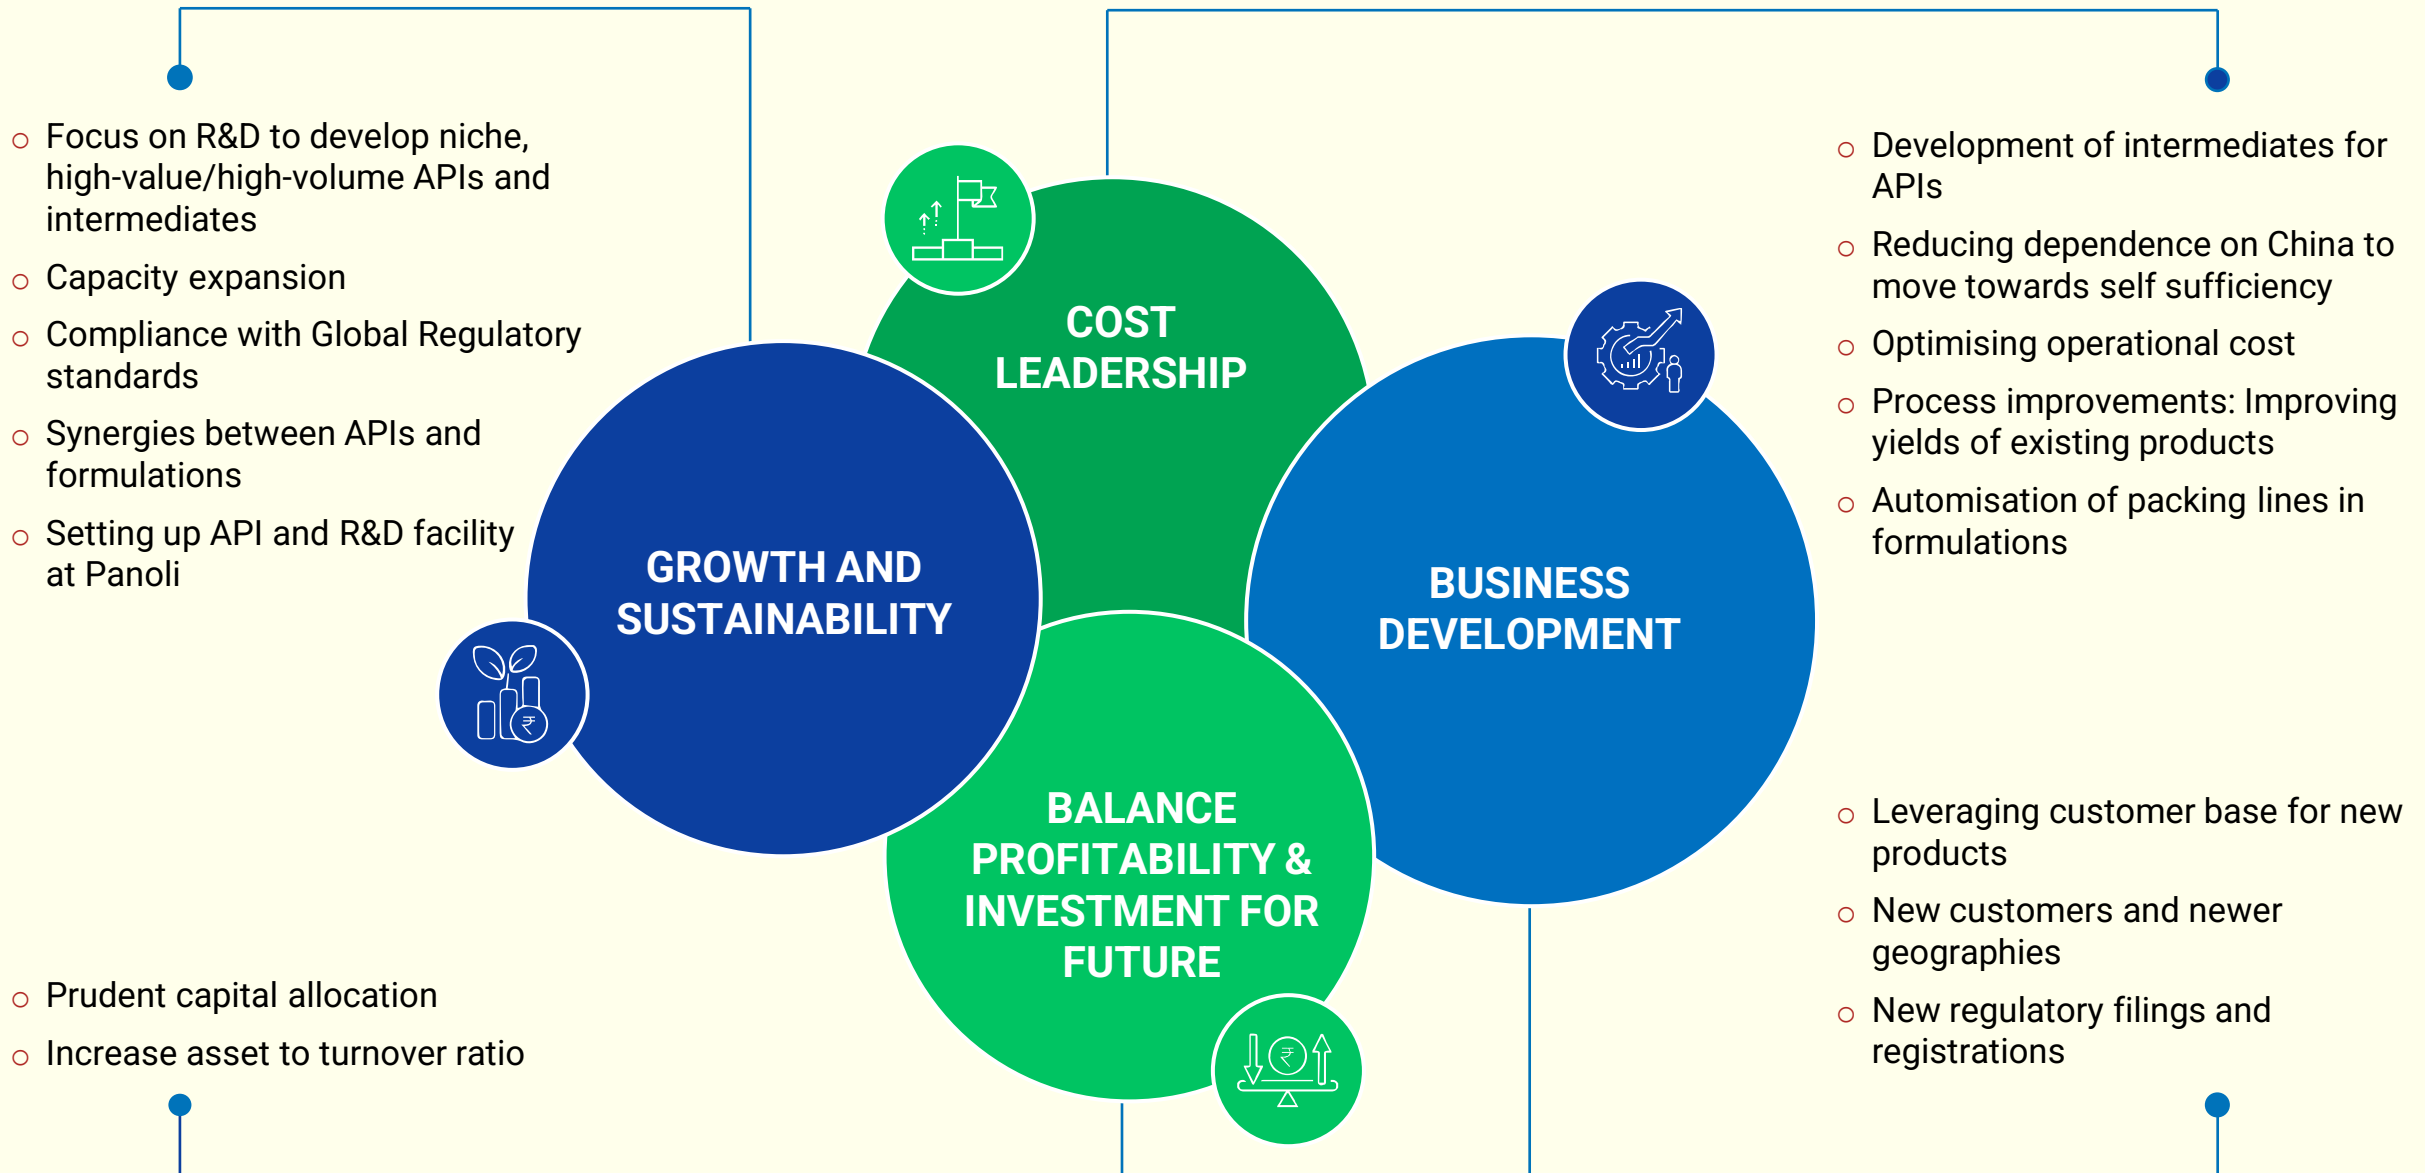 Focus on R&D to develop niche,
high-value/high-volume APIs and
intermediates
Capacity expansion
Compliance with Global Regulatory
standards
Synergies between APIs and
formulations
Setting up API and R&D facility
at Panoli
COST
LEADERSHIP
Development of intermediates for
APIs
Reducing dependence on China to
move towards self sufficiency
Optimising operational cost
Process improvements: Improving
yields of existing products
Automisation of packing lines in
formulations
GROWTH AND
SUSTAINABILITY
₹
BUSINESS
DEVELOPMENT
BALANCE
PROFITABILITY &
INVESTMENT FOR
FUTURE
₹
Prudent capital allocation
Increase asset to turnover ratio
Leveraging customer base for new
products
New customers and newer
geographies
New regulatory filings and
registrations